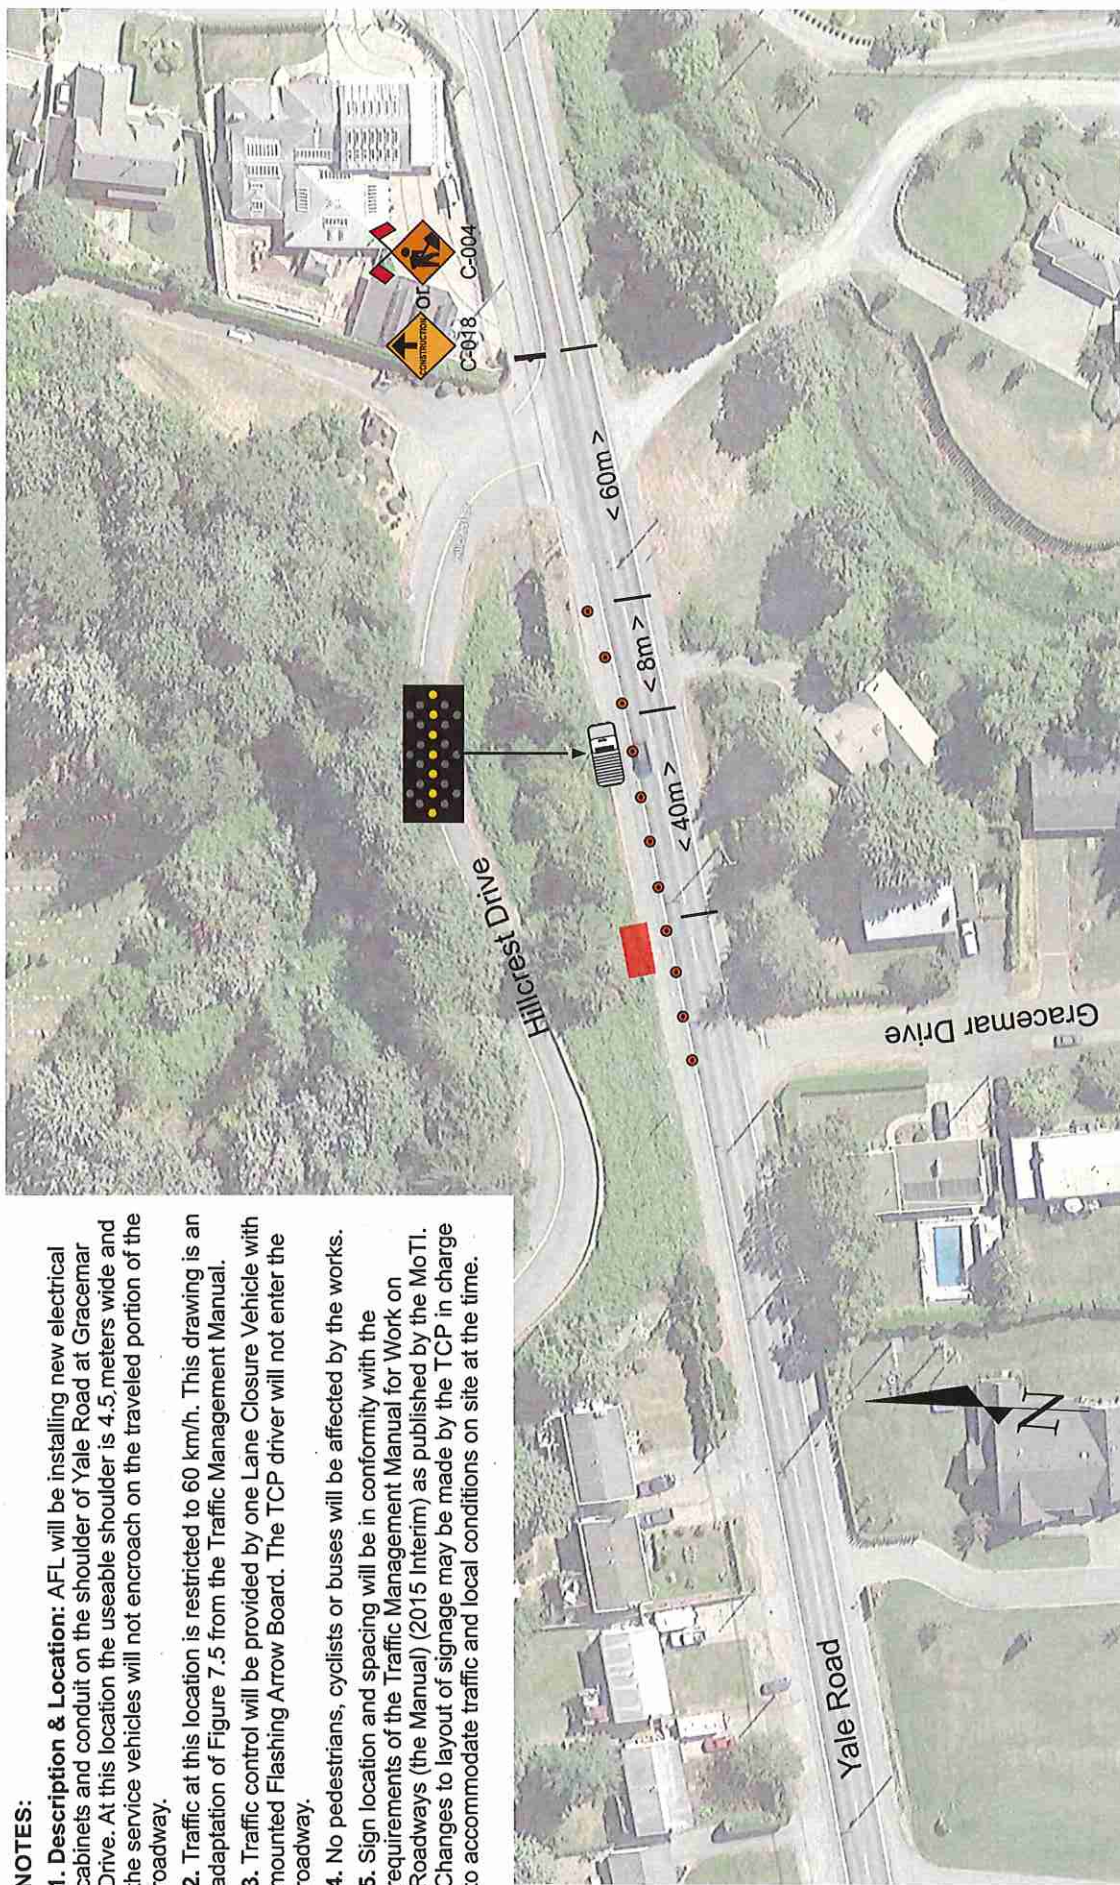 NOTES:
1. Description & Location: AFL will be installing new electrical
cabinets and conduit on the shoulder of Yale Road at Gracemar
Drive. At this location the useable shoulder is 4.5 meters wide and
the service vehicles will not encroach on the traveled portion of the
roadway.
2. Traffic at this location is restricted to 60 km/h. This drawing is an
adaptation of Figure 7.5 from the Traffic Management Manual.
3. Traffic control will be provided by one Lane Closure Vehicle with
mounted Flashing Arrow Board. The TCP driver will not enter the
roadway.
4. No pedestrians, cyclists or buses will be affected by the works.
5. Sign location and spacing will be in conformity with the
requirements of the Traffic Management Manual for Work on
Roadways (the Manual) (2015 Interim) as published by the MoTI.
Changes to layout of signage may be made by the TCP in charge
to accommodate traffic and local conditions on site at the time.
CONSTRUCTION
or
C-018
C-004
< 60m >
< 8m >
< 40m >
Hillcrest Drive
Gracemar Drive
Yale Road
N